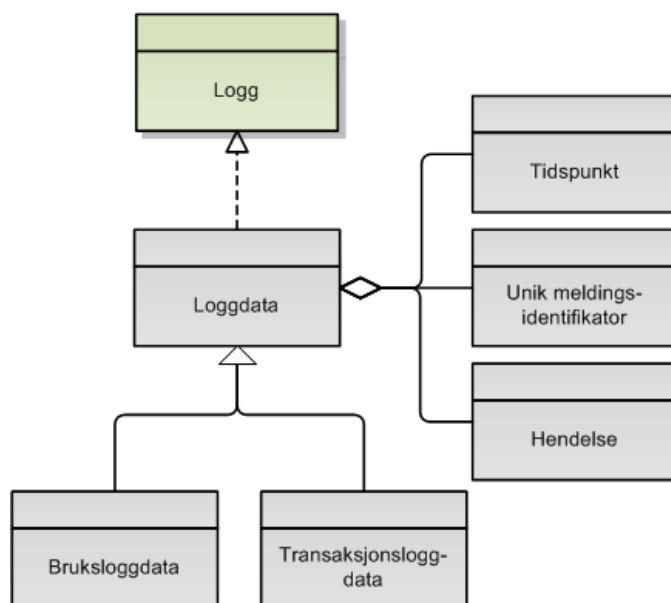 Logg
Tidspunkt
Loggdata
Unik meldings-
identifikator
Hendelse
Bruksloggdata
Transaksjonslogg-
data